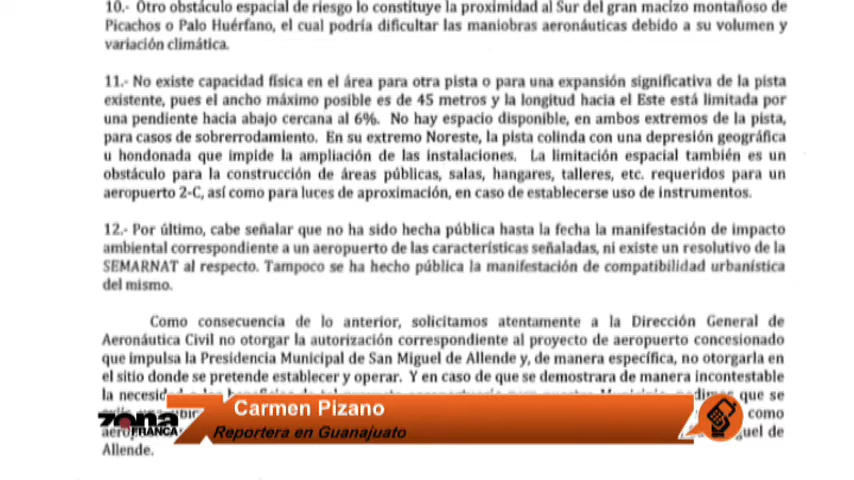 10.- Otro obstáculo espacial de riesgo lo constituye la proximidad al Sur del gran macizo montañoso de
Picachos o Palo Huérfano, el cual podría dificultar las maniobras aeronáuticas debido a su volumen y
variación climática.
11.- No existe capacidad física en el área para otra pista o para una expansión significativa de la pista
existente, pues el ancho máximo posible es de 45 metros y la longitud hacia el Este está limitada por
una pendiente hacia abajo cercana al 6%. No hay espacio disponible, en ambos extremos de la pista,
para casos de sobrerrodamiento. En su extremo Noreste, la pista colinda con una depresión geográfica
u hondonada que impide la ampliación de las instalaciones. La limitación espacial también es un
obstáculo para la construcción de áreas públicas, salas, hangares, talleres, etc. requeridos para un
aeropuerto 2-C, así como para luces de aproximación, en caso de establecerse uso de instrumentos.
12.- Por último, cabe señalar que no ha sido hecha pública hasta la fecha la manifestación de impacto
ambiental correspondiente a un aeropuerto de las características señaladas, ni existe un resolutivo de la
SEMARNAT al respecto. Tampoco se ha hecho pública la manifestación de compatibilidad urbanística
del mismo.
Como consecuencia de lo anterior, solicitamos atentamente a la Dirección General de
Aeronáutica Civil no otorgar la autorización correspondiente al proyecto de aeropuerto concesionado
que impulsa la Presidencia Municipal de San Miguel de Allende y, de manera específica, no otorgarla en
el sitio donde se pretende establecer y operar. Y en caso de que se demostrara de manera incontestable
la que se
como
de
Allende.
Carmen Pizano
Reportera en Guanajuato
zona
FRANCA